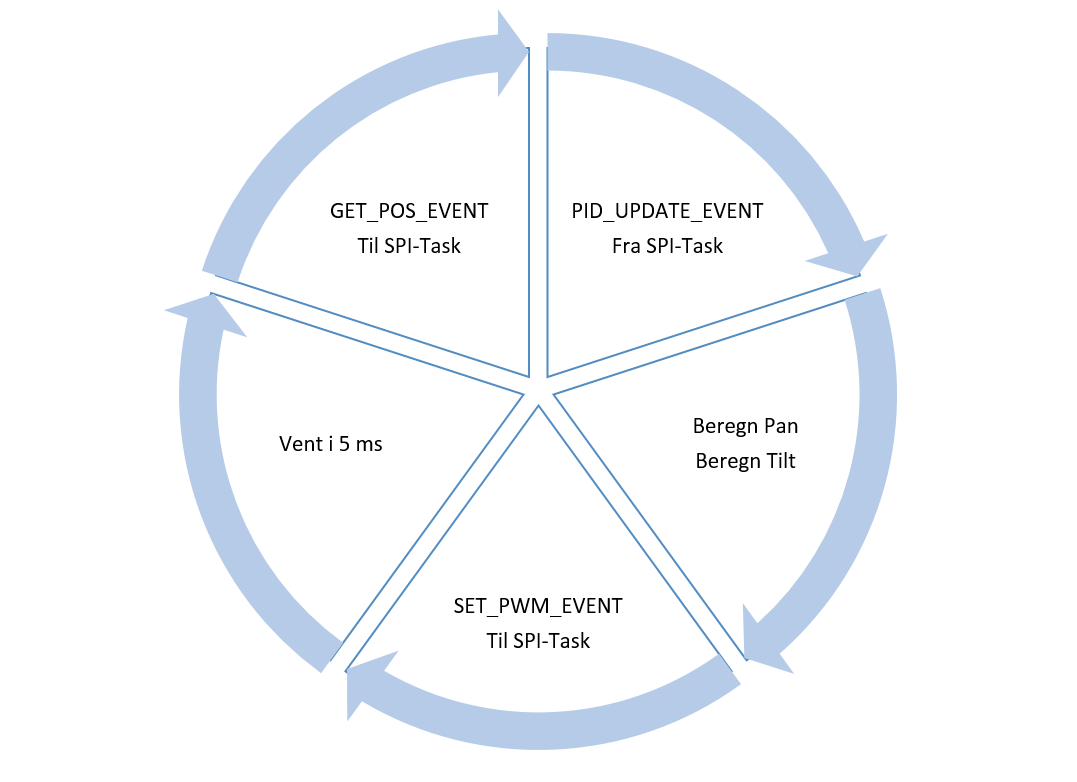 GET_POS_EVENT
Til SPI-Task
PID_UPDATE_EVENT
Fra SPI-Task
Beregn Pan
Beregn Tilt
SET_PWM_EVENT
Til SPI-Task
Vent i 5 ms